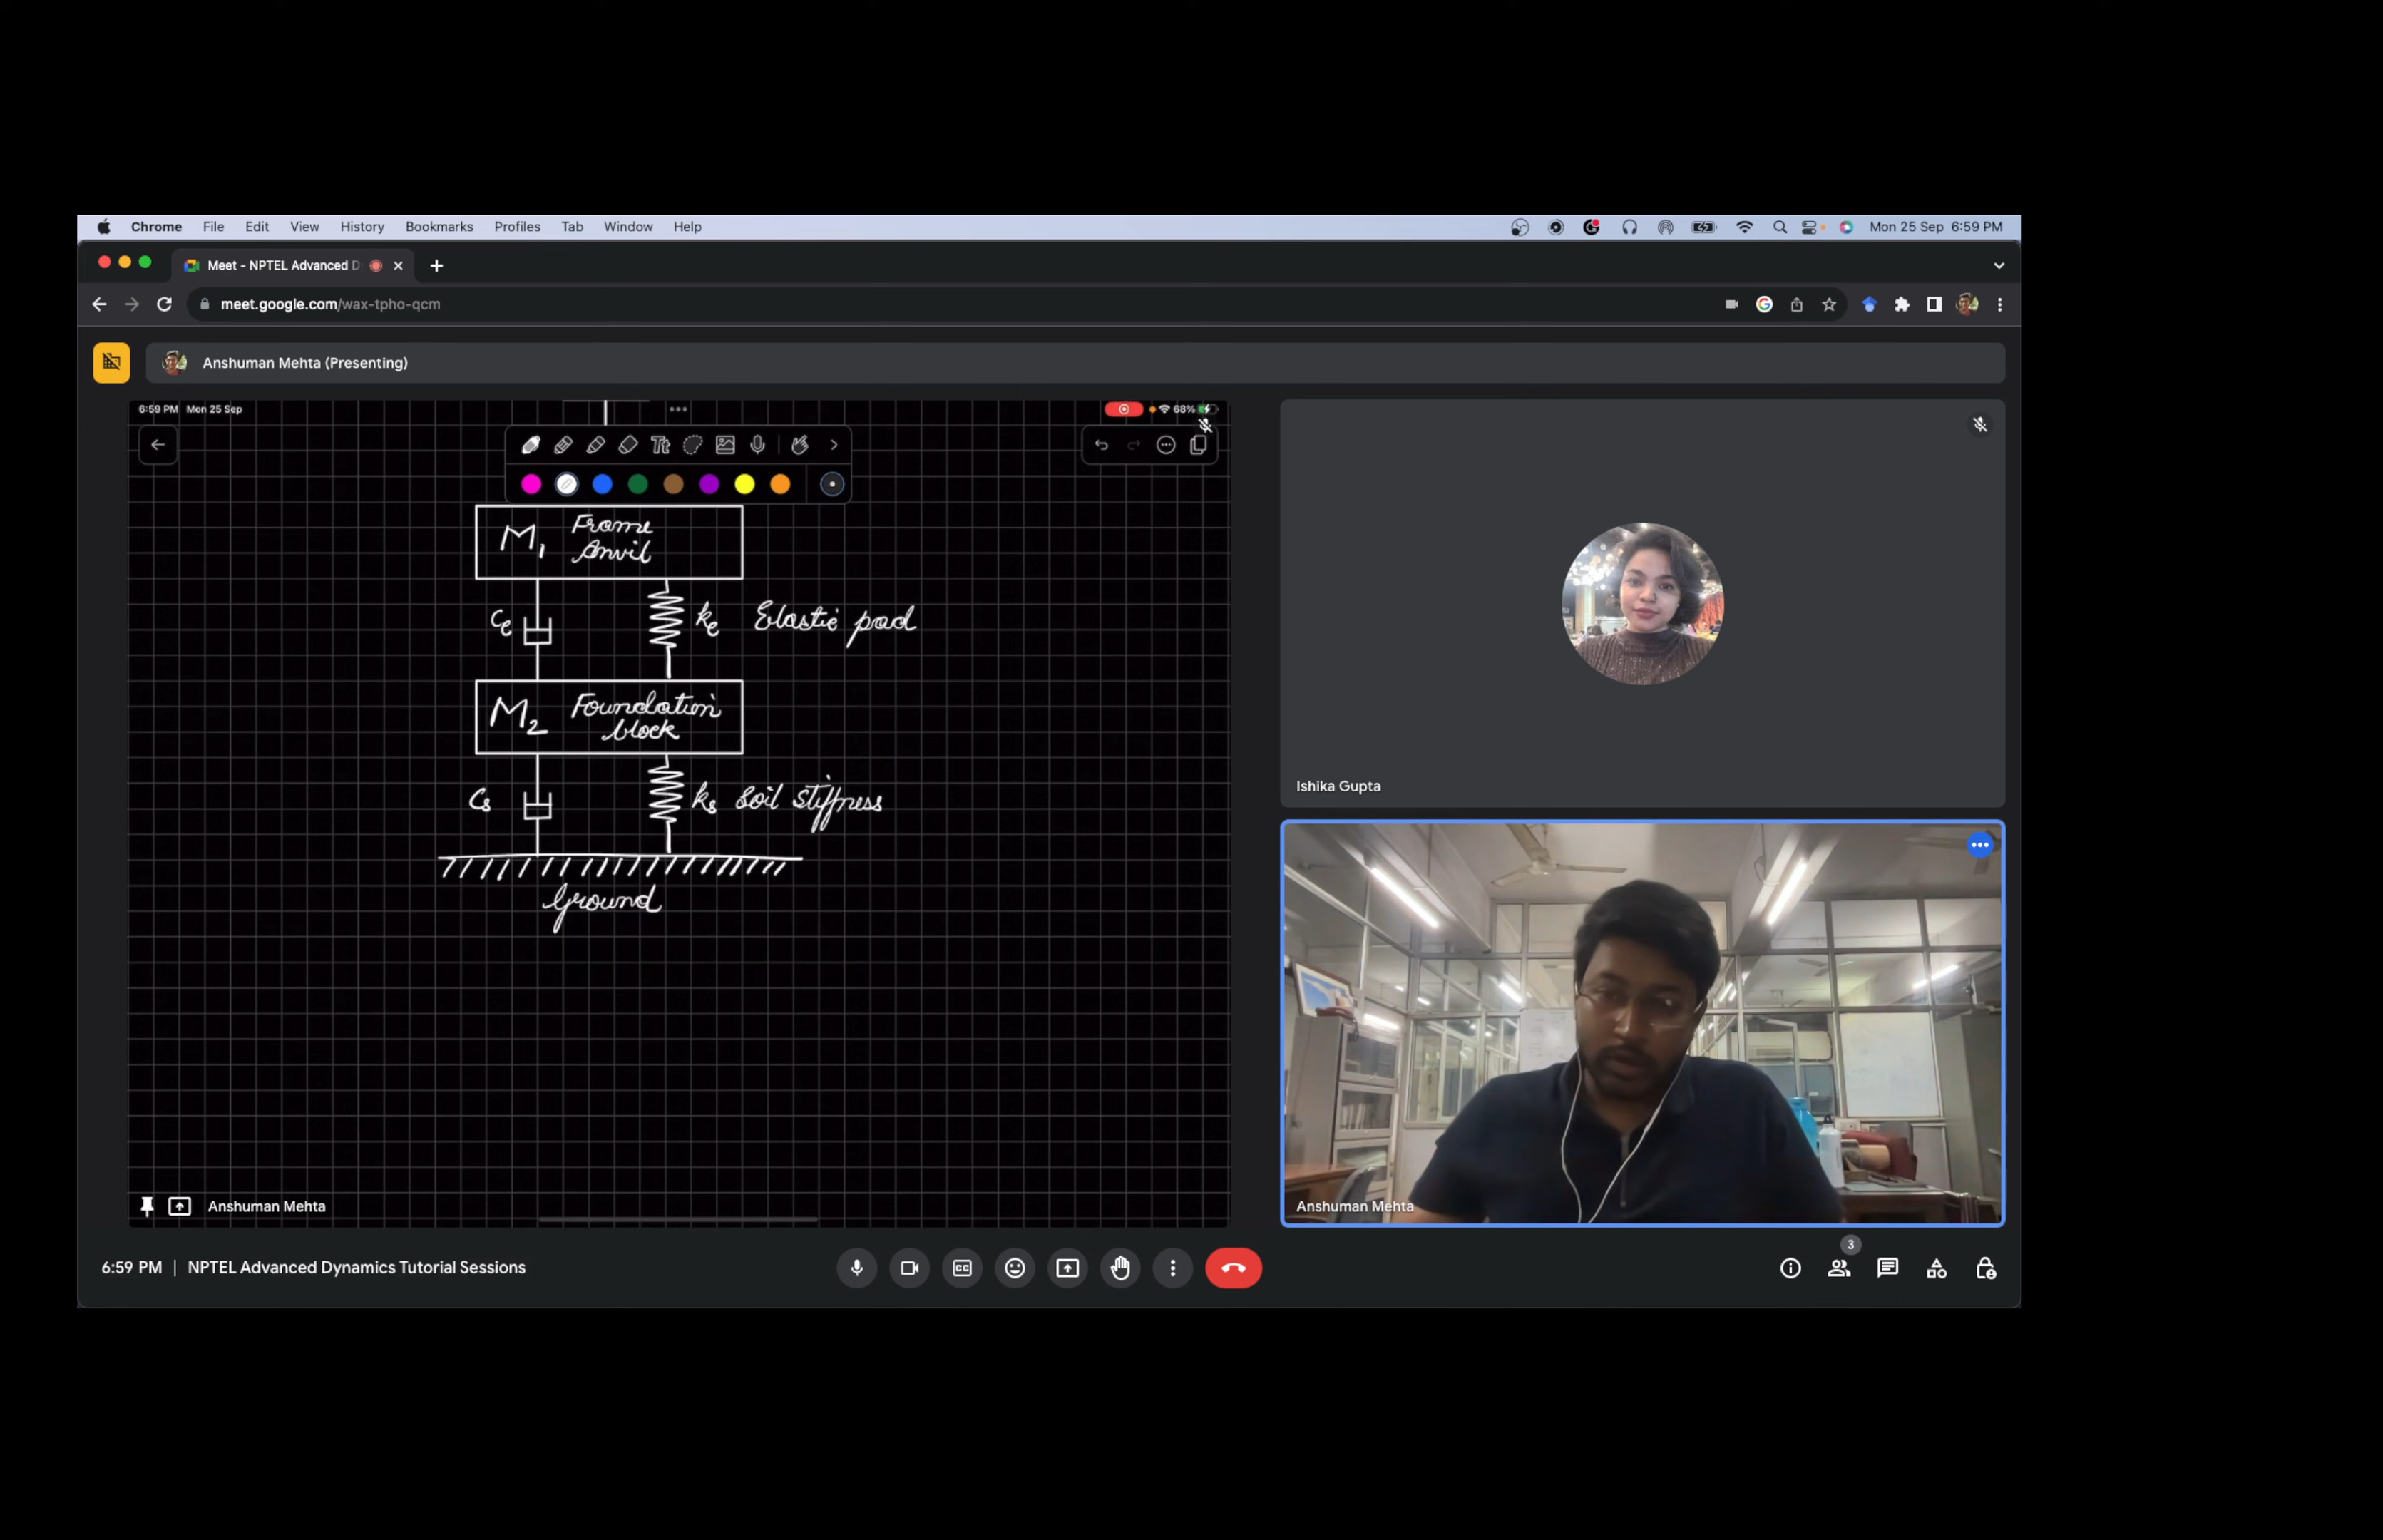 Chrome File Edit View History Bookmarks Profiles Tab Window Help Mon 25 Sep 6:59 PM
Meet - NPTEL Advanced D
meet.google.com/wax-tpho-qcm
Anshuman Mehta (Presenting)
6:59 PM Mon 25 Sep 68%
Tt
M1 Frame
Anvil
Ce ke Elastic pad
M2 Foundation
block
Cs ks Soil stiffness
Ground
Anshuman Mehta
Ishika Gupta
Anshuman Mehta
6:59 PM | NPTEL Advanced Dynamics Tutorial Sessions
CC
3